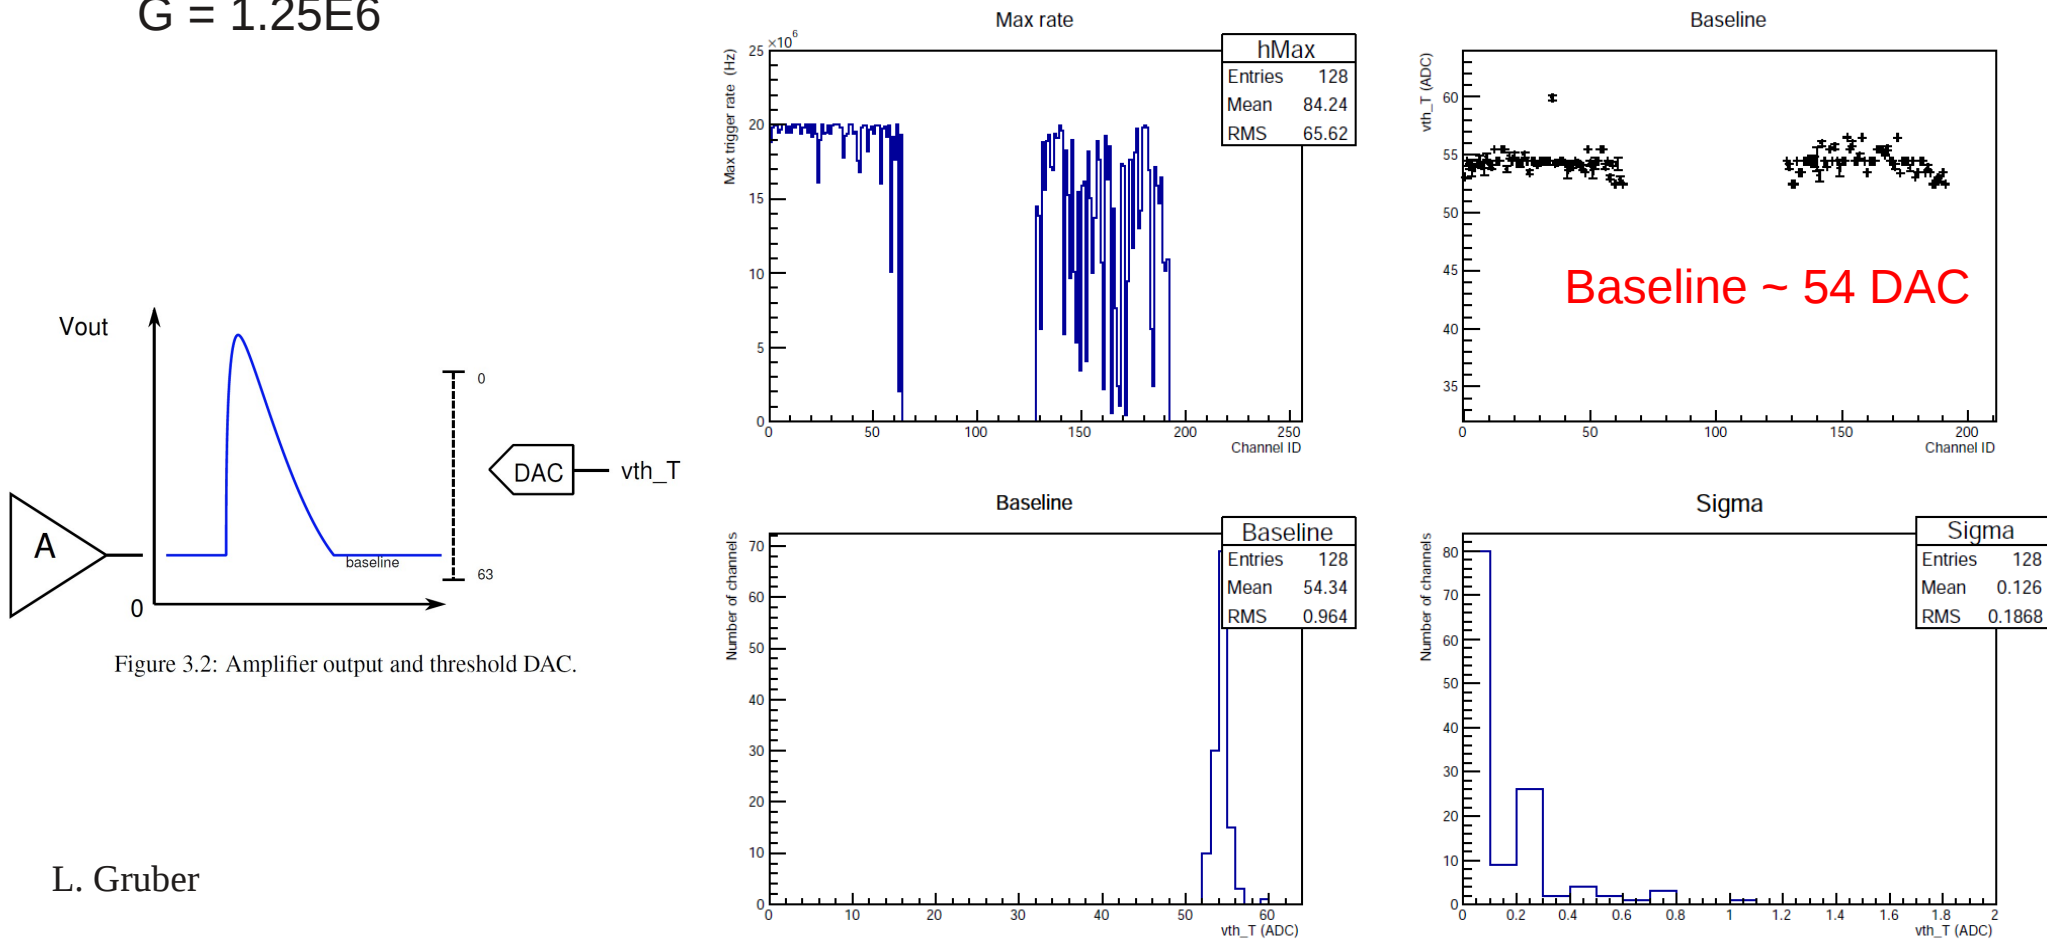 G = 1.25E6
Vout
0
63
DAC
vth_T
A
baseline
0
Figure 3.2: Amplifier output and threshold DAC.
L. Gruber
Max rate
×10⁶
Max trigger rate (Hz)
25
20
15
10
5
0
0 50 100 150 200 250
Channel ID
hMax
Entries 128
Mean 84.24
RMS 65.62
Baseline
vth_T (ADC)
60
55
50
45
40
35
0 50 100 150 200
Channel ID
Baseline ~ 54 DAC
Baseline
Number of channels
70
60
50
40
30
20
10
0
0 10 20 30 40 50 60
vth_T (ADC)
Baseline
Entries 128
Mean 54.34
RMS 0.964
Sigma
Number of channels
80
70
60
50
40
30
20
10
0
0 0.2 0.4 0.6 0.8 1 1.2 1.4 1.6 1.8 2
vth_T (ADC)
Sigma
Entries 128
Mean 0.126
RMS 0.1868